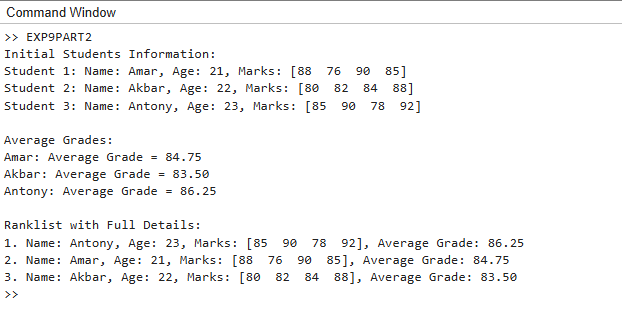 Command Window
>> EXP9PART2
Initial Students Information:
Student 1: Name: Amar, Age: 21, Marks: [88  76  90  85]
Student 2: Name: Akbar, Age: 22, Marks: [80  82  84  88]
Student 3: Name: Antony, Age: 23, Marks: [85  90  78  92]

Average Grades:
Amar: Average Grade = 84.75
Akbar: Average Grade = 83.50
Antony: Average Grade = 86.25

Ranklist with Full Details:
1. Name: Antony, Age: 23, Marks: [85  90  78  92], Average Grade: 86.25
2. Name: Amar, Age: 21, Marks: [88  76  90  85], Average Grade: 84.75
3. Name: Akbar, Age: 22, Marks: [80  82  84  88], Average Grade: 83.50
>>